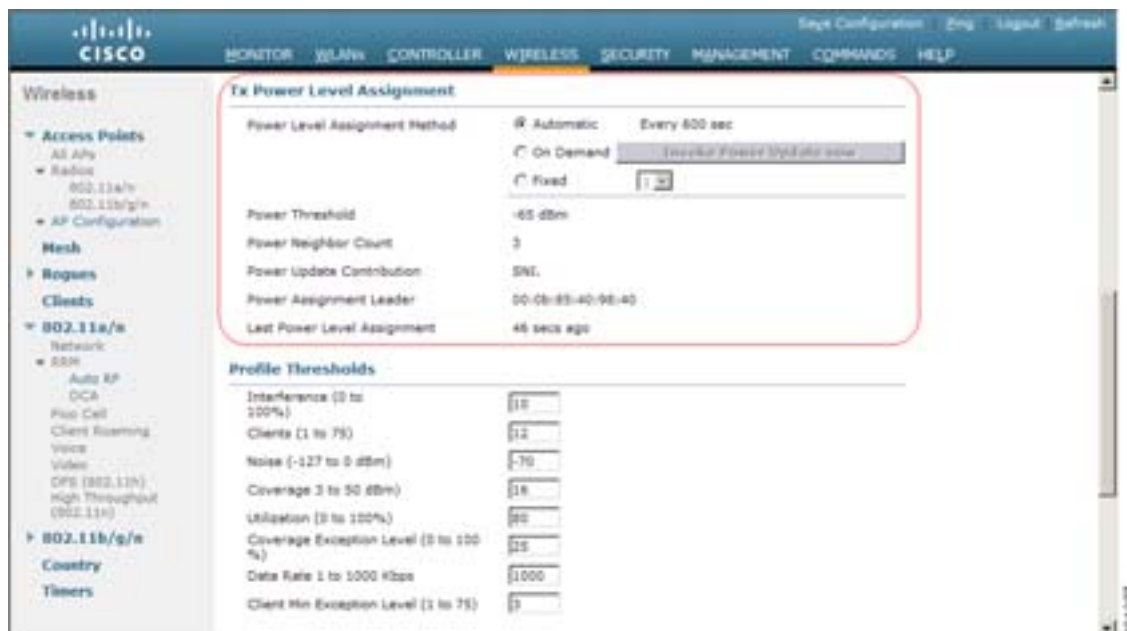 Save Configuration Ping Logout Refresh
CISCO
MONITOR WLANs CONTROLLER WIRELESS SECURITY MANAGEMENT COMMANDS HELP
Wireless
Access Points
All APs
Radios
802.11a/n
802.11b/g/n
AP Configuration
Mesh
Rogues
Clients
802.11a/n
Network
RRM
Auto RF
DCA
Pico Cell
Client Roaming
Voice
Video
DFS (802.11h)
High Throughput
(802.11n)
802.11b/g/n
Country
Timers
Tx Power Level Assignment
Power Level Assignment Method
Automatic Every 600 sec
On Demand Invoke Power Update now
Fixed 1
Power Threshold -65 dBm
Power Neighbor Count 3
Power Update Contribution SNI.
Power Assignment Leader 00:0b:85:40:98:40
Last Power Level Assignment 46 secs ago
Profile Thresholds
Interference (0 to
100%) 10
Clients (1 to 75) 12
Noise (-127 to 0 dBm) -70
Coverage 3 to 50 dBm) 16
Utilization (0 to 100%) 80
Coverage Exception Level (0 to 100
%) 25
Data Rate 1 to 1000 Kbps 1000
Client Min Exception Level (1 to 75) 3